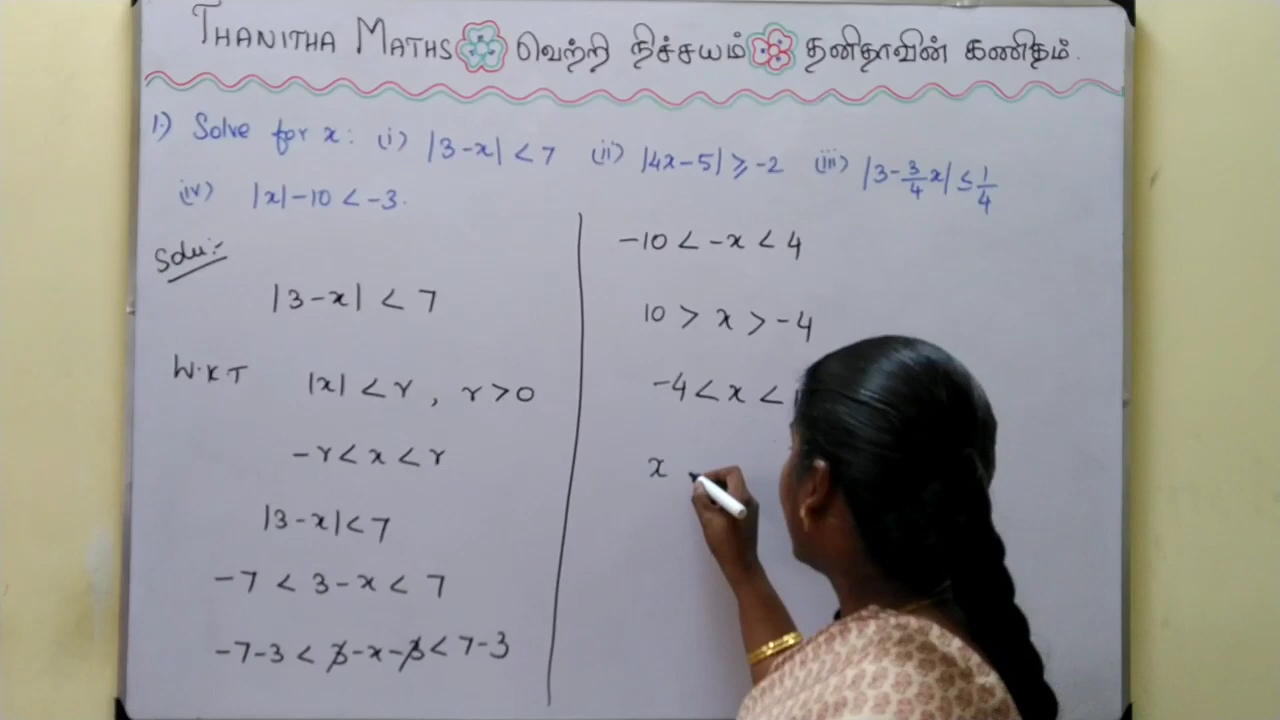 THANITHA MATHS வெற்றி நிச்சயம் தனிதாவின் கணிதம்.
1.) Solve for x: (i) |3-x| < 7 (ii) |4x-5| ≥ -2 (iii) |3-3/4x| ≤ 1/4
(iv) |x|-10 < -3.
Solu:-
|3-x| < 7
W.K.T |x| < r, r > 0
-r < x < r
|3-x| < 7
-7 < 3-x < 7
-7-3 < 3-x-3 < 7-3
-10 < -x < 4
10 > x > -4
-4 < x <
x